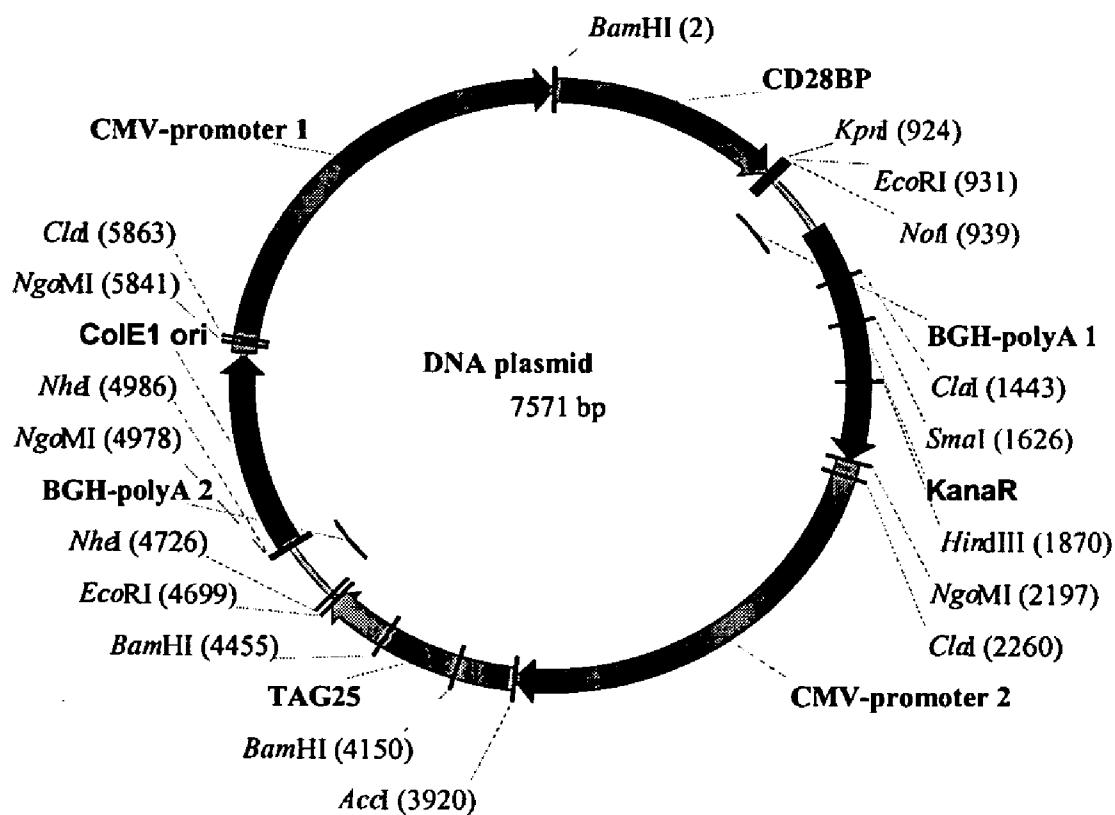 BamHI (2)
CD28BP
KpnI (924)
EcoRI (931)
NotI (939)
BGH-polyA 1
ClaI (1443)
SmaI (1626)
KanaR
HindIII (1870)
NgoMI (2197)
ClaI (2260)
CMV-promoter 2
AccI (3920)
BamHI (4150)
TAG25
BamHI (4455)
EcoRI (4699)
NheI (4726)
BGH-polyA 2
NgoMI (4978)
NheI (4986)
ColE1 ori
NgoMI (5841)
ClaI (5863)
CMV-promoter 1
DNA plasmid
7571 bp